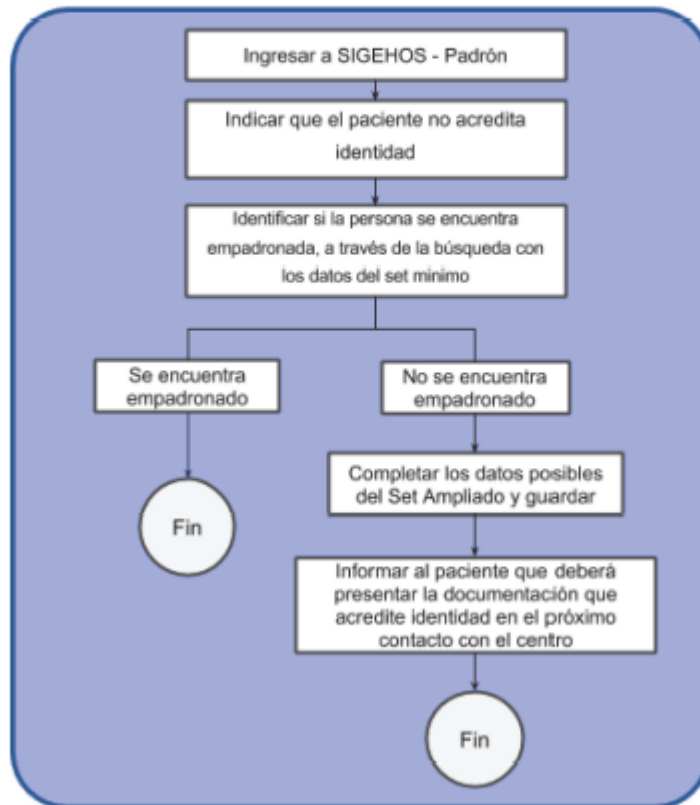 Ingresar a SIGEHOS - Padrón
Indicar que el paciente no acredita
identidad
Identificar si la persona se encuentra
empadronada, a través de la búsqueda con
los datos del set minimo
Se encuentra
empadronado
No se encuentra
empadronado
Completar los datos posibles
del Set Ampliado y guardar
Fin
Informar al paciente que deberá
presentar la documentación que
acredite identidad en el próximo
contacto con el centro
Fin